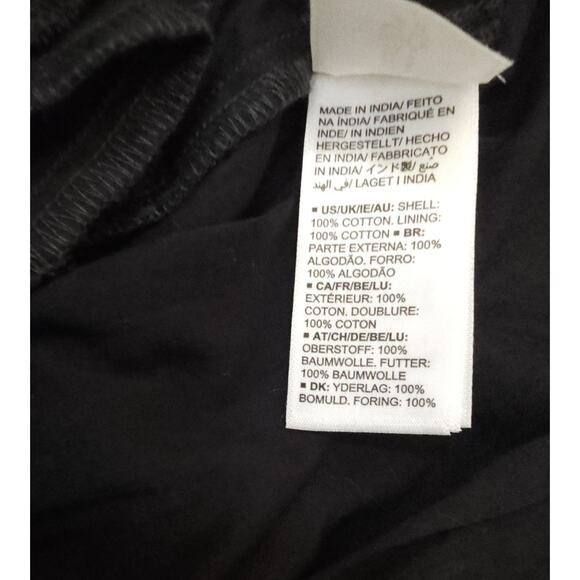 MADE IN INDIA/ FEITO
NA ÍNDIA/ FABRIQUÉ EN
INDE/ IN INDIEN
HERGESTELLT/ HECHO
EN INDIA/ FABBRICATO
IN INDIA/ インド製/ صنع
في الهند/ LAGET I INDIA
▪ US/UK/IE/AU: SHELL:
100% COTTON. LINING:
100% COTTON ▪ BR:
PARTE EXTERNA: 100%
ALGODÃO. FORRO:
100% ALGODÃO
▪ CA/FR/BE/LU:
EXTÉRIEUR: 100%
COTON. DOUBLURE:
100% COTON
▪ AT/CH/DE/BE/LU:
OBERSTOFF: 100%
BAUMWOLLE. FUTTER:
100% BAUMWOLLE
▪ DK: YDERLAG: 100%
BOMULD. FORING: 100%